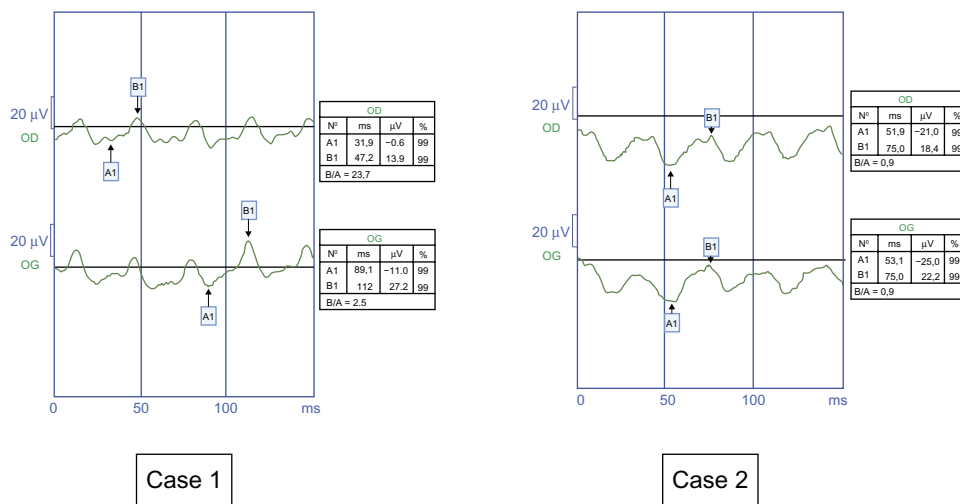 B1
20 μV
OD
A1
B1
20 μV
OG
A1
0 50 100 ms
OD
Nº ms μV %
A1 31,9 −0.6 99
B1 47,2 13.9 99
B/A = 23,7
OG
Nº ms μV %
A1 89,1 −11.0 99
B1 112 27.2 99
B/A = 2.5
Case 1
20 μV
OD
B1
A1
20 μV
OG
B1
A1
0 50 100 ms
OD
Nº ms μV %
A1 51,9 −21,0 99
B1 75,0 18,4 99
B/A = 0,9
OG
Nº ms μV %
A1 53,1 −25,0 99
B1 75,0 22,2 99
B/A = 0,9
Case 2